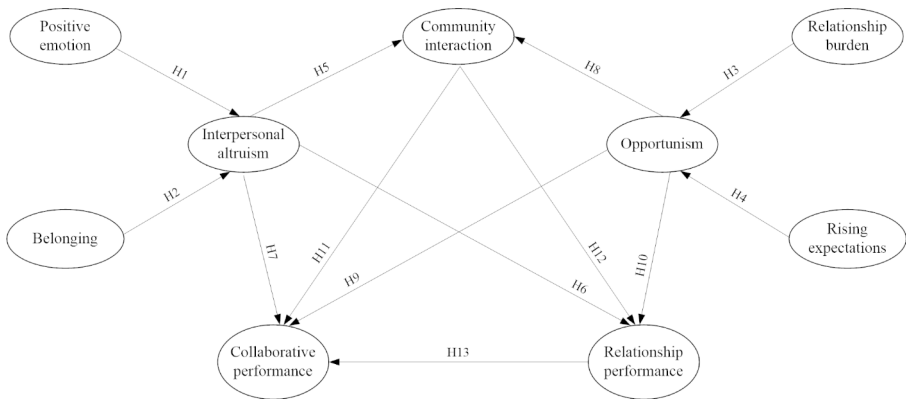 Positive
emotion
Community
interaction
Relationship
burden
H1
H5
H8
H3
Interpersonal
altruism
Opportunism
H2
H4
Belonging
Rising
expectations
H7
H11
H9
H6
H12
H10
Collaborative
performance
H13
Relationship
performance